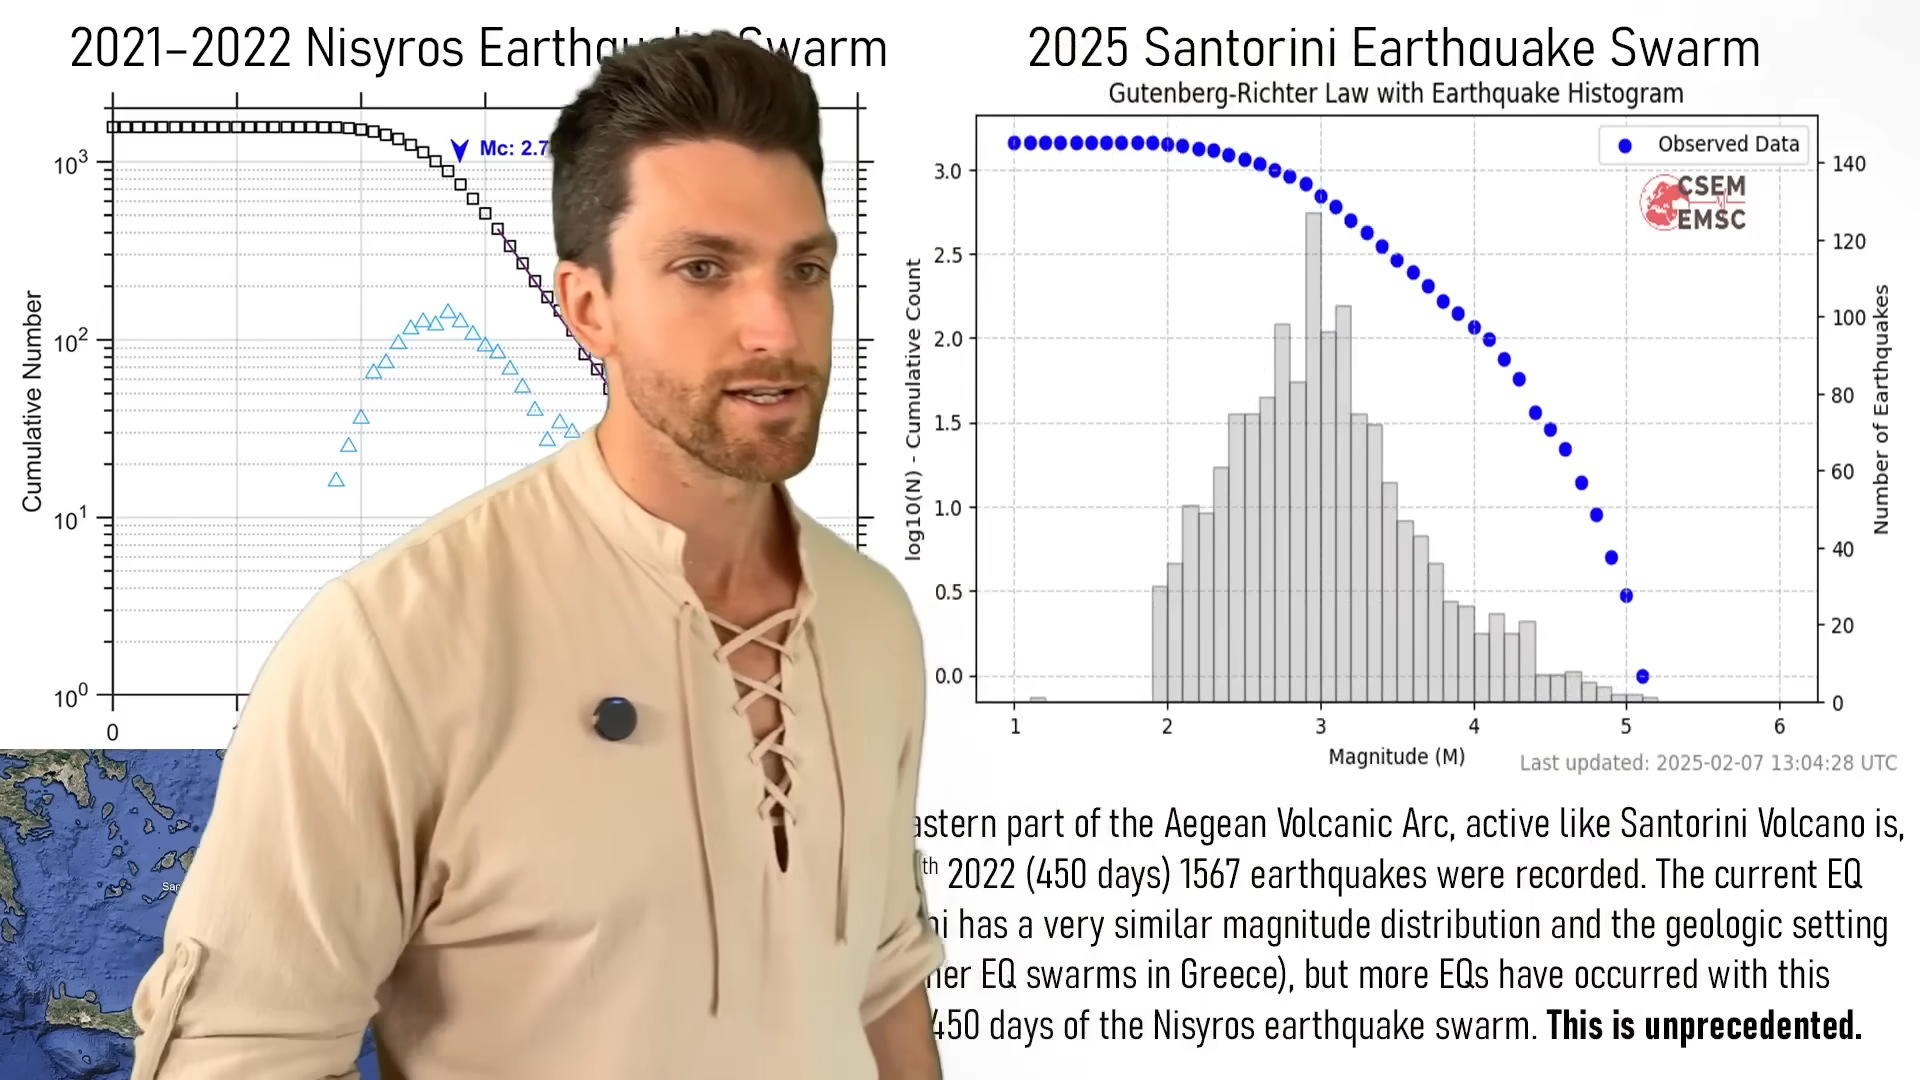 2021–2022 Nisyros Earthquake Swarm
2025 Santorini Earthquake Swarm
Gutenberg-Richter Law with Earthquake Histogram
Mc: 2.7
Observed Data
CSEM
EMSC
Cumulative Number
10³
10²
10¹
10⁰
0
log10(N) - Cumulative Count
3.0
2.5
2.0
1.5
1.0
0.5
0.0
140
120
100
80
60
40
20
0
Number of Earthquakes
1 2 3 4 5 6
Magnitude (M)
Last updated: 2025-02-07 13:04:28 UTC
part of the Aegean Volcanic Arc, active like Santorini Volcano is,
th 2022 (450 days) 1567 earthquakes were recorded. The current EQ
has a very similar magnitude distribution and the geologic setting
EQ swarms in Greece), but more EQs have occurred with this
450 days of the Nisyros earthquake swarm. This is unprecedented.